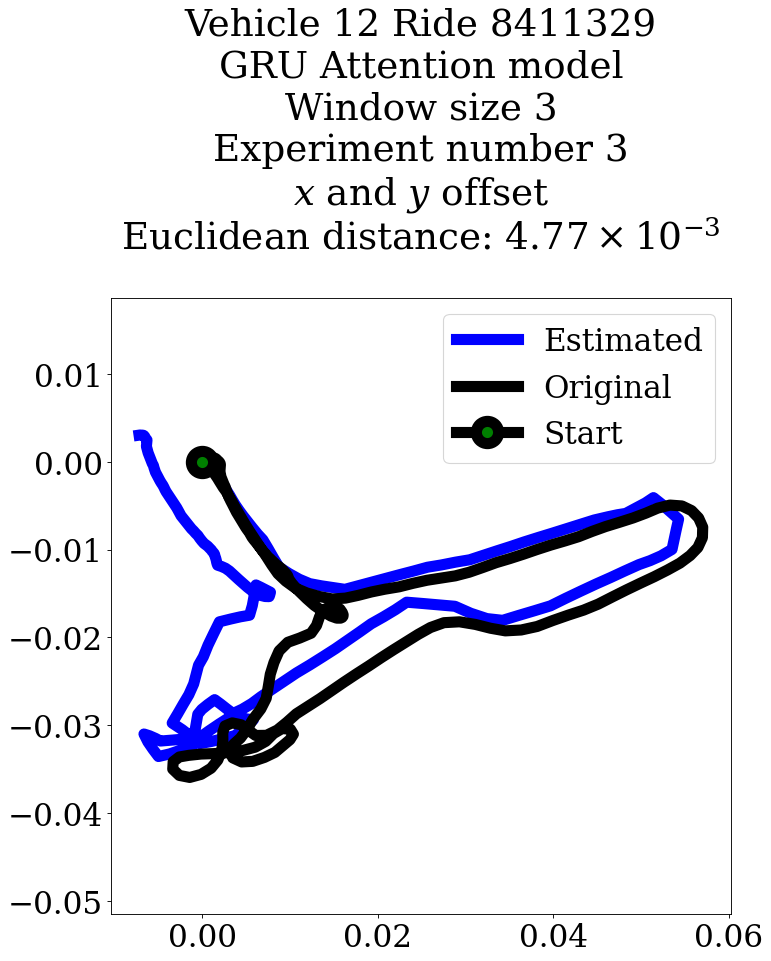 Vehicle 12 Ride 8411329
GRU Attention model
Window size 3
Experiment number 3
x and y offset
Euclidean distance: 4.77 × 10⁻³
Estimated
Original
Start
0.01
0.00
−0.01
−0.02
−0.03
−0.04
−0.05
0.00 0.02 0.04 0.06